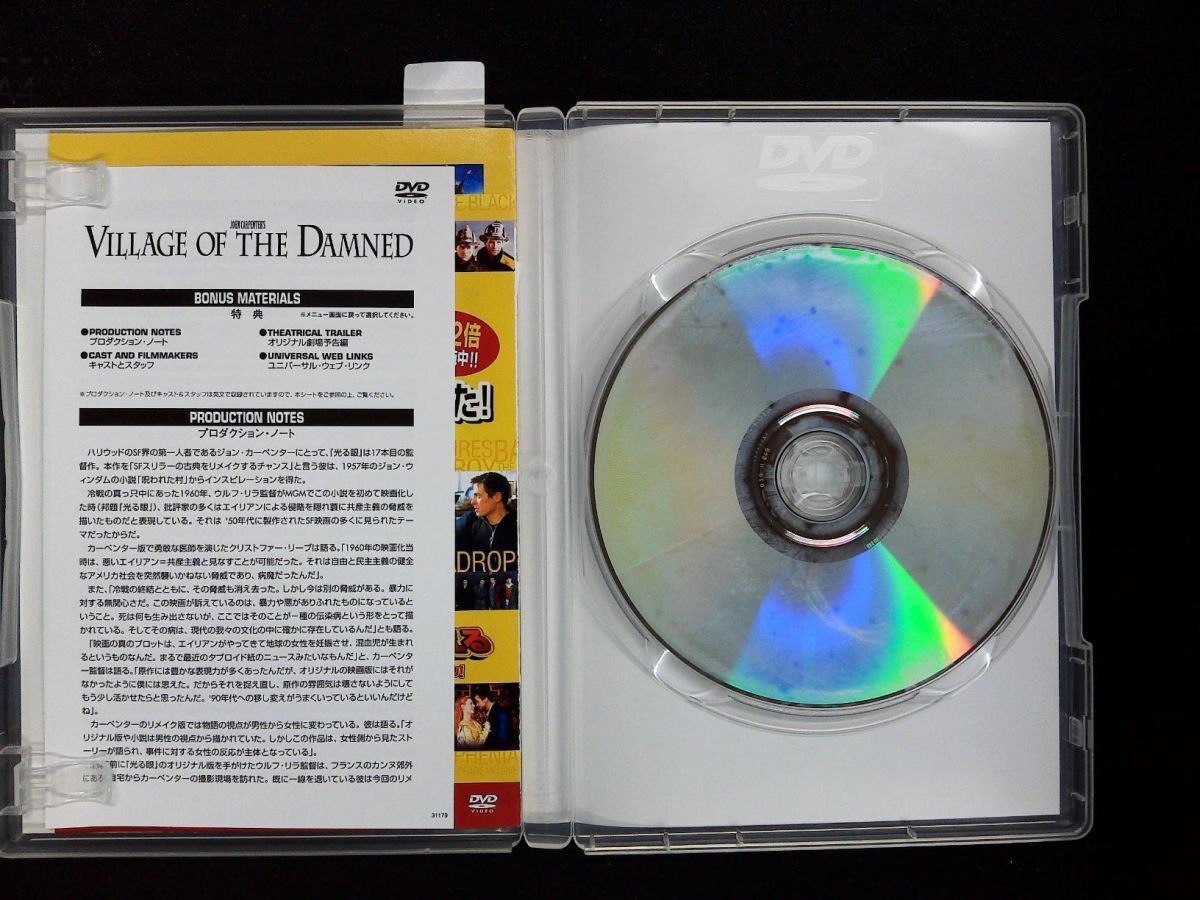 DVD
VIDEO
JOHN CARPENTER'S
VILLAGE OF THE DAMNED
BONUS MATERIALS
特典
※メニュー画面に戻って選択してください。
●PRODUCTION NOTES
プロダクション・ノート
●THEATRICAL TRAILER
オリジナル劇場予告編
●CAST AND FILMMAKERS
キャストとスタッフ
●UNIVERSAL WEB LINKS
ユニバーサル・ウェブ・リンク
※プロダクション・ノート及びキャスト&スタッフは英文で収録されていますので、本シートをご参照の上、ご覧ください。
PRODUCTION NOTES
プロダクション・ノート
ハリウッドのSF界の第一人者であるジョン・カーペンターにとって、『光る眼』は17本目の監
督作。本作を「SFスリラーの古典をリメイクするチャンス」と言う彼は、1957年のジョン・ウィ
ンダムの小説「呪われた村」からインスピレーションを得た。
冷戦の真っ只中にあった1960年、ウルフ・リラ監督がMGMでこの小説を初めて映画化し
た時(邦題『光る眼』)、批評家の多くはエイリアンによる侵略を隠れ蓑に共産主義の脅威を
描いたものだと表現している。それは '50年代に製作されたSF映画の多くに見られたテー
マだったからだ。
カーペンター版で勇敢な医師を演じたクリストファー・リーブは語る。「1960年の映画化当
時は、悪いエイリアン=共産主義と見なすことが可能だった。それは自由と民主主義の健全
なアメリカ社会を突然襲いかねない脅威であり、病魔だったんだ」。
また、「冷戦の終結とともに、その脅威も消え去った。しかし今は別の脅威がある。暴力に
対する無関心さだ。この映画が訴えているのは、暴力や悪がありふれたものになっていると
いうこと。死は何も生み出さないが、ここではそのことが一種の伝染病という形をとって描
かれている。そしてその病は、現代の我々の文化の中に確かに存在しているんだ」とも語る。
「映画の真のプロットは、エイリアンがやってきて地球の女性を妊娠させ、混血児が生まれ
るというものなんだ。まるで最近のタブロイド紙のニュースみたいなもんだ」と、カーペンタ
ー監督は語る。「原作には豊かな表現力が多くあったんだが、オリジナルの映画版にはそれが
なかったように僕には思えた。だからそれを捉え直し、原作の雰囲気は壊さないようにして
もう少し活かせたらと思ったんだ。'90年代への移し変えがうまくいっているといいんだけど
ね」。
カーペンターのリメイク版では物語の視点が男性から女性に変わっている。彼は語る。「オ
リジナル版や小説は男性の視点から描かれていた。しかしこの作品は、女性側から見たスト
ーリーが語られ、事件に対する女性の反応が主体となっている」。
前に『光る眼』のオリジナル版を手がけたウルフ・リラ監督は、フランスのカンヌ郊外
にある自宅からカーペンターの撮影現場を訪れた。既に一線を退いている彼は今回のリメ
31179
E BLACK
2倍
中!!
た!
URES
BA
ROY
THE
DROP
る
PHENIA
DVD
VIDEO
DVD